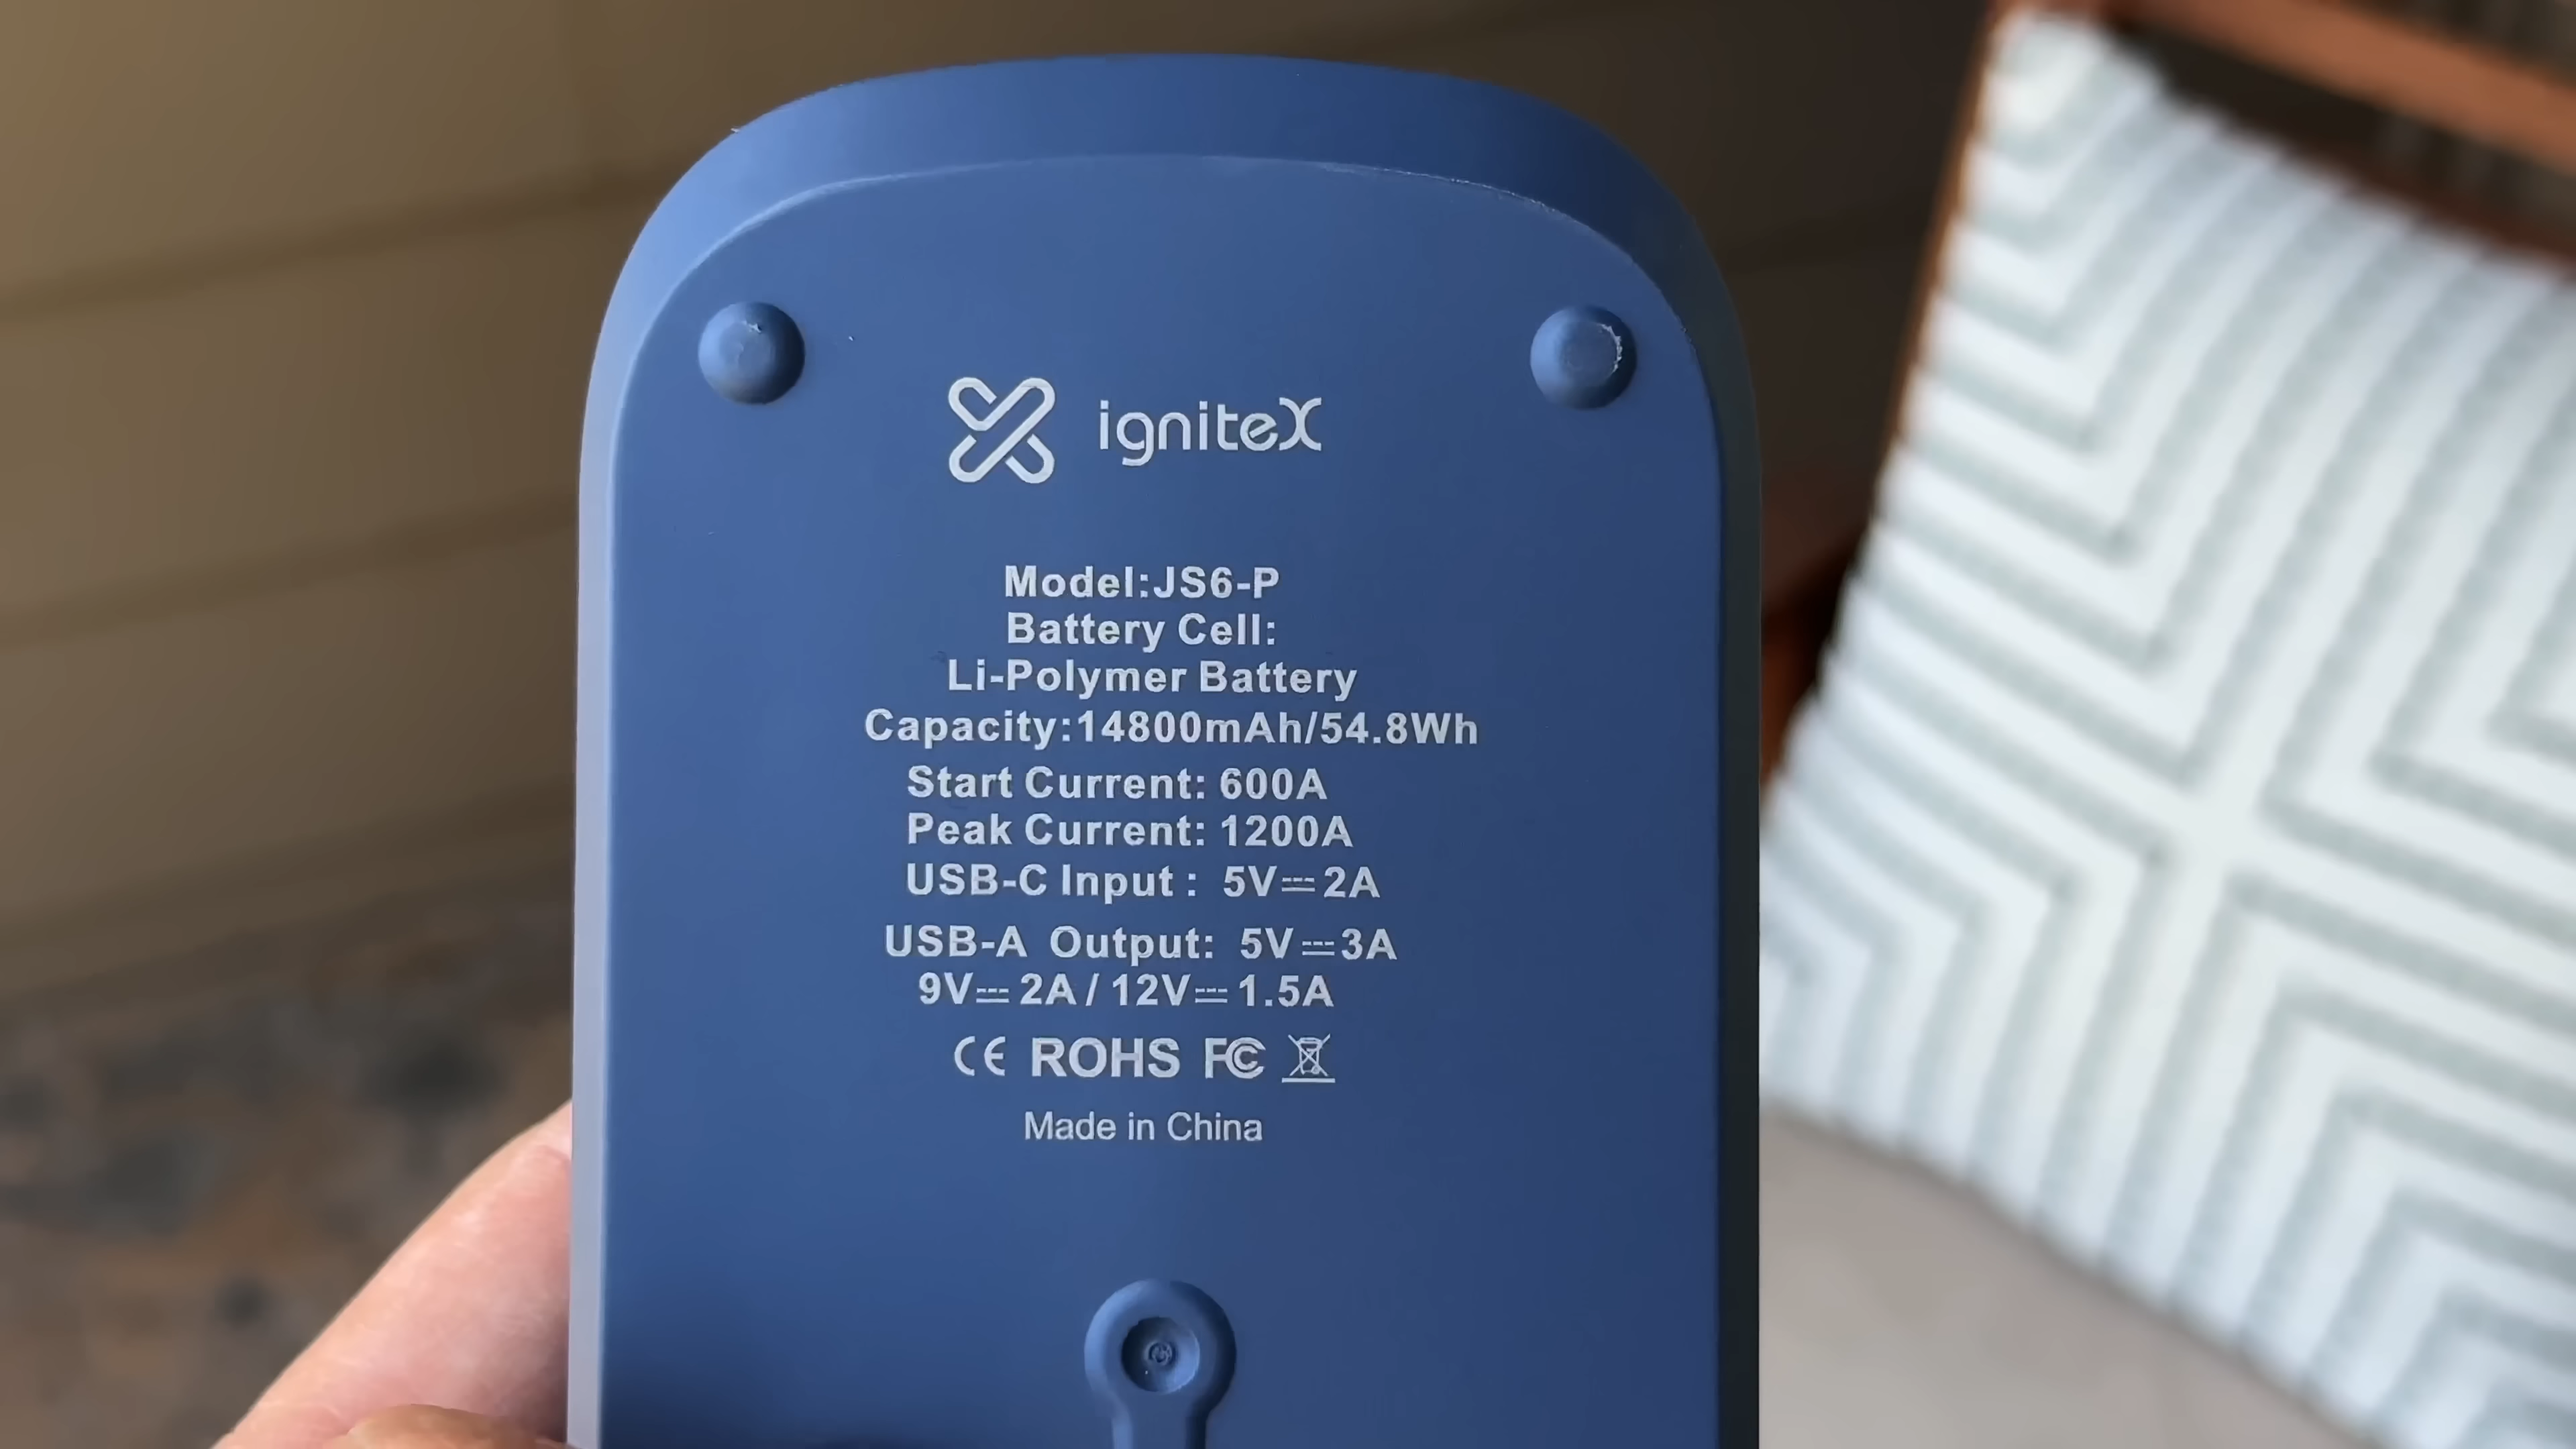 igniteX
Model:JS6-P
Battery Cell:
Li-Polymer Battery
Capacity:14800mAh/54.8Wh
Start Current: 600A
Peak Current: 1200A
USB-C Input : 5V⎓2A
USB-A Output: 5V⎓3A
9V⎓2A / 12V⎓1.5A
CE ROHS FC
Made in China